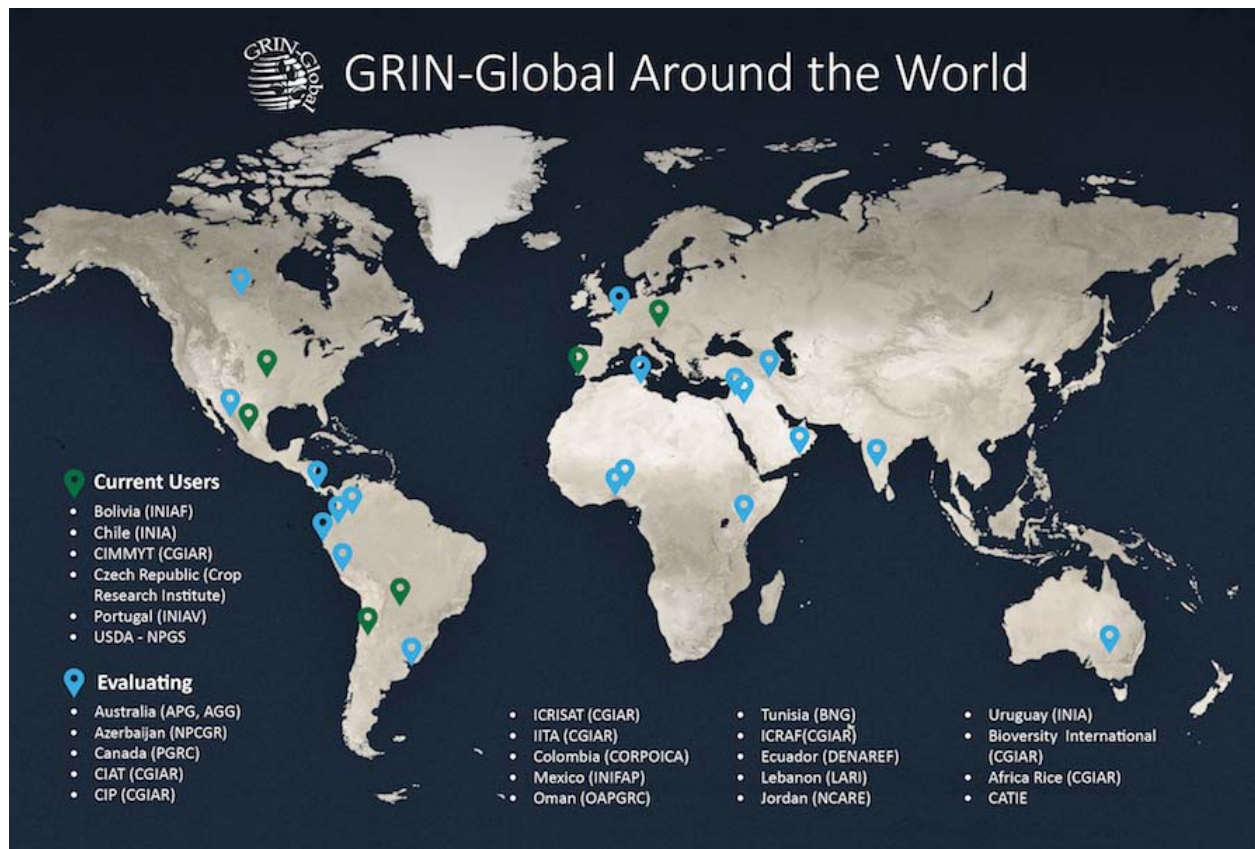 GRIN-Global
GRIN-Global Around the World
Current Users
• Bolivia (INIAF)
• Chile (INIA)
• CIMMYT (CGIAR)
• Czech Republic (Crop
Research Institute)
• Portugal (INIAV)
• USDA - NPGS
Evaluating
• Australia (APG, AGG)
• Azerbaijan (NPCGR)
• Canada (PGRC)
• CIAT (CGIAR)
• CIP (CGIAR)
• ICRISAT (CGIAR)
• IITA (CGIAR)
• Colombia (CORPOICA)
• Mexico (INIFAP)
• Oman (OAPGRC)
• Tunisia (BNG)
• ICRAF(CGIAR)
• Ecuador (DENAREF)
• Lebanon (LARI)
• Jordan (NCARE)
• Uruguay (INIA)
• Bioversity International
(CGIAR)
• Africa Rice (CGIAR)
• CATIE